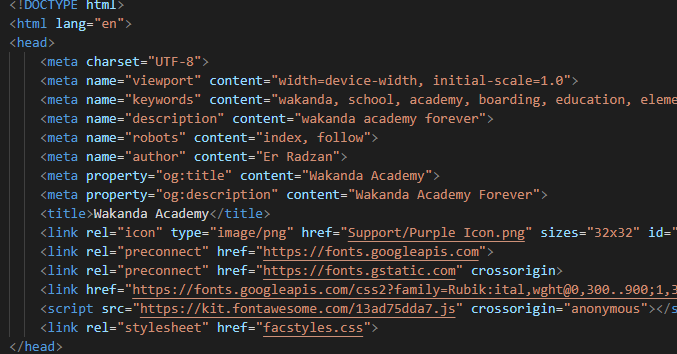 <!DOCTYPE html>
<html lang="en">
<head>
<meta charset="UTF-8">
<meta name="viewport" content="width=device-width, initial-scale=1.0">
<meta name="keywords" content="wakanda, school, academy, boarding, education, eleme
<meta name="description" content="wakanda academy forever">
<meta name="robots" content="index, follow">
<meta name="author" content="Er Radzan">
<meta property="og:title" content="Wakanda Academy">
<meta property="og:description" content="Wakanda Academy Forever">
<title>Wakanda Academy</title>
<link rel="icon" type="image/png" href="Support/Purple Icon.png" sizes="32x32" id="
<link rel="preconnect" href="https://fonts.googleapis.com">
<link rel="preconnect" href="https://fonts.gstatic.com" crossorigin>
<link href="https://fonts.googleapis.com/css2?family=Rubik:ital,wght@0,300..900;1,3
<script src="https://kit.fontawesome.com/13ad75dda7.js" crossorigin="anonymous"></s
<link rel="stylesheet" href="facstyles.css">
</head>